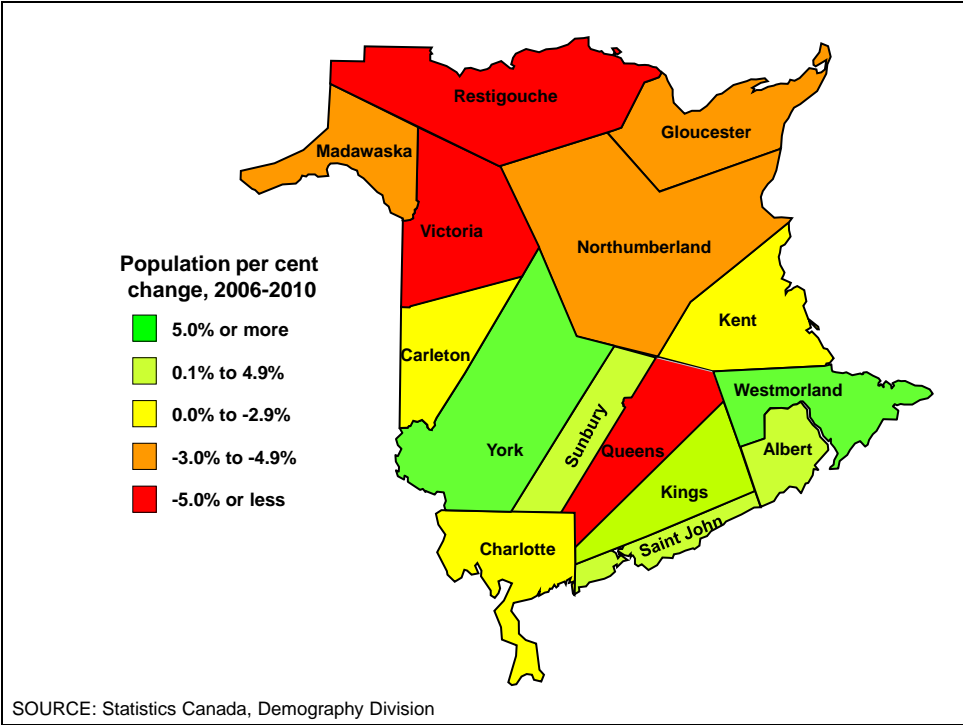 Restigouche
Gloucester
Madawaska
Victoria
Northumberland
Population per cent
change, 2006-2010
5.0% or more
0.1% to 4.9%
0.0% to -2.9%
-3.0% to -4.9%
-5.0% or less
Kent
Carleton
Westmorland
York
Sunbury
Queens
Albert
Kings
Saint John
Charlotte
SOURCE: Statistics Canada, Demography Division